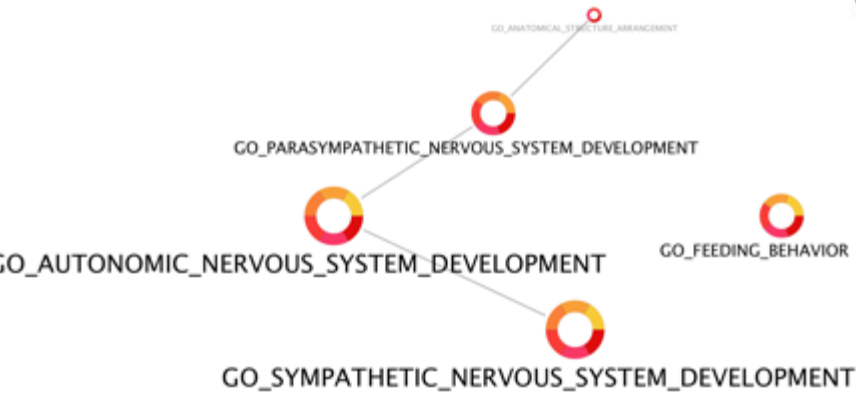 GO_ANATOMICAL_STRUCTURE_ARRANGEMENT
GO_PARASYMPATHETIC_NERVOUS_SYSTEM_DEVELOPMENT
GO_FEEDING_BEHAVIOR
GO_AUTONOMIC_NERVOUS_SYSTEM_DEVELOPMENT
GO_SYMPATHETIC_NERVOUS_SYSTEM_DEVELOPMENT